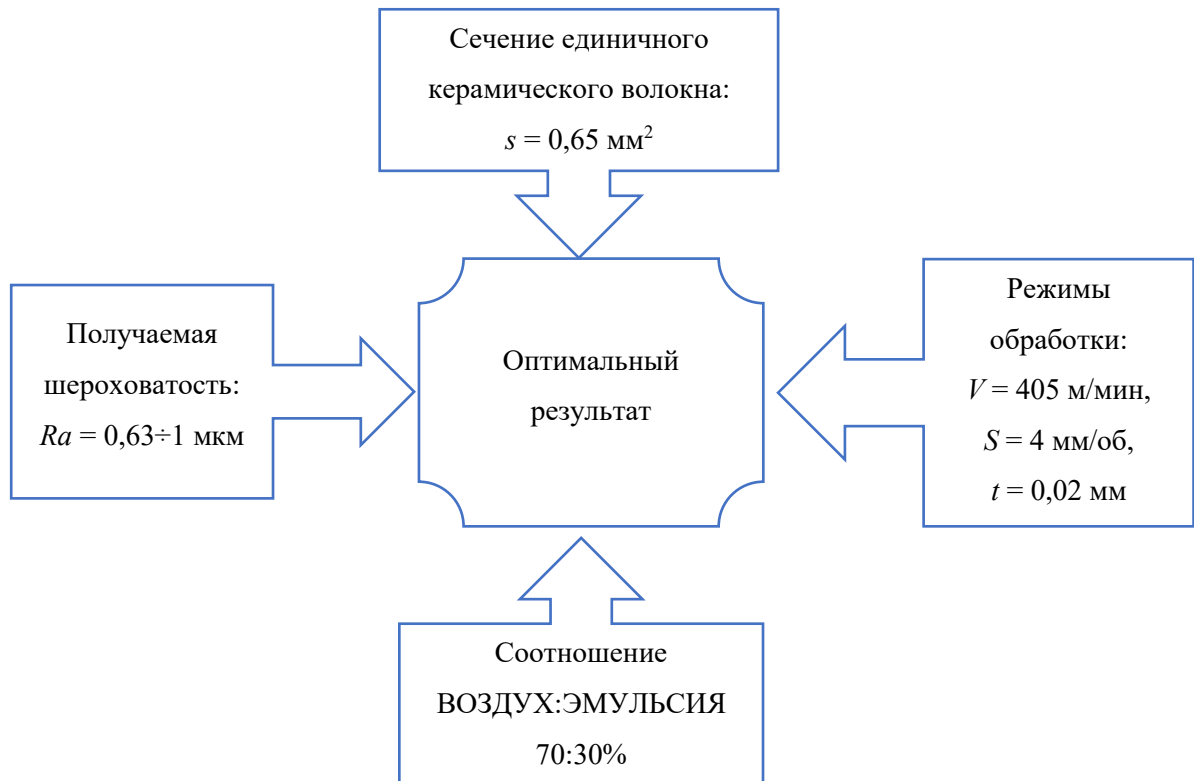 Сечение единичного
керамического волокна:
s = 0,65 мм²
Получаемая
шероховатость:
Ra = 0,63÷1 мкм
Оптимальный
результат
Режимы
обработки:
V = 405 м/мин,
S = 4 мм/об,
t = 0,02 мм
Соотношение
ВОЗДУХ:ЭМУЛЬСИЯ
70:30%